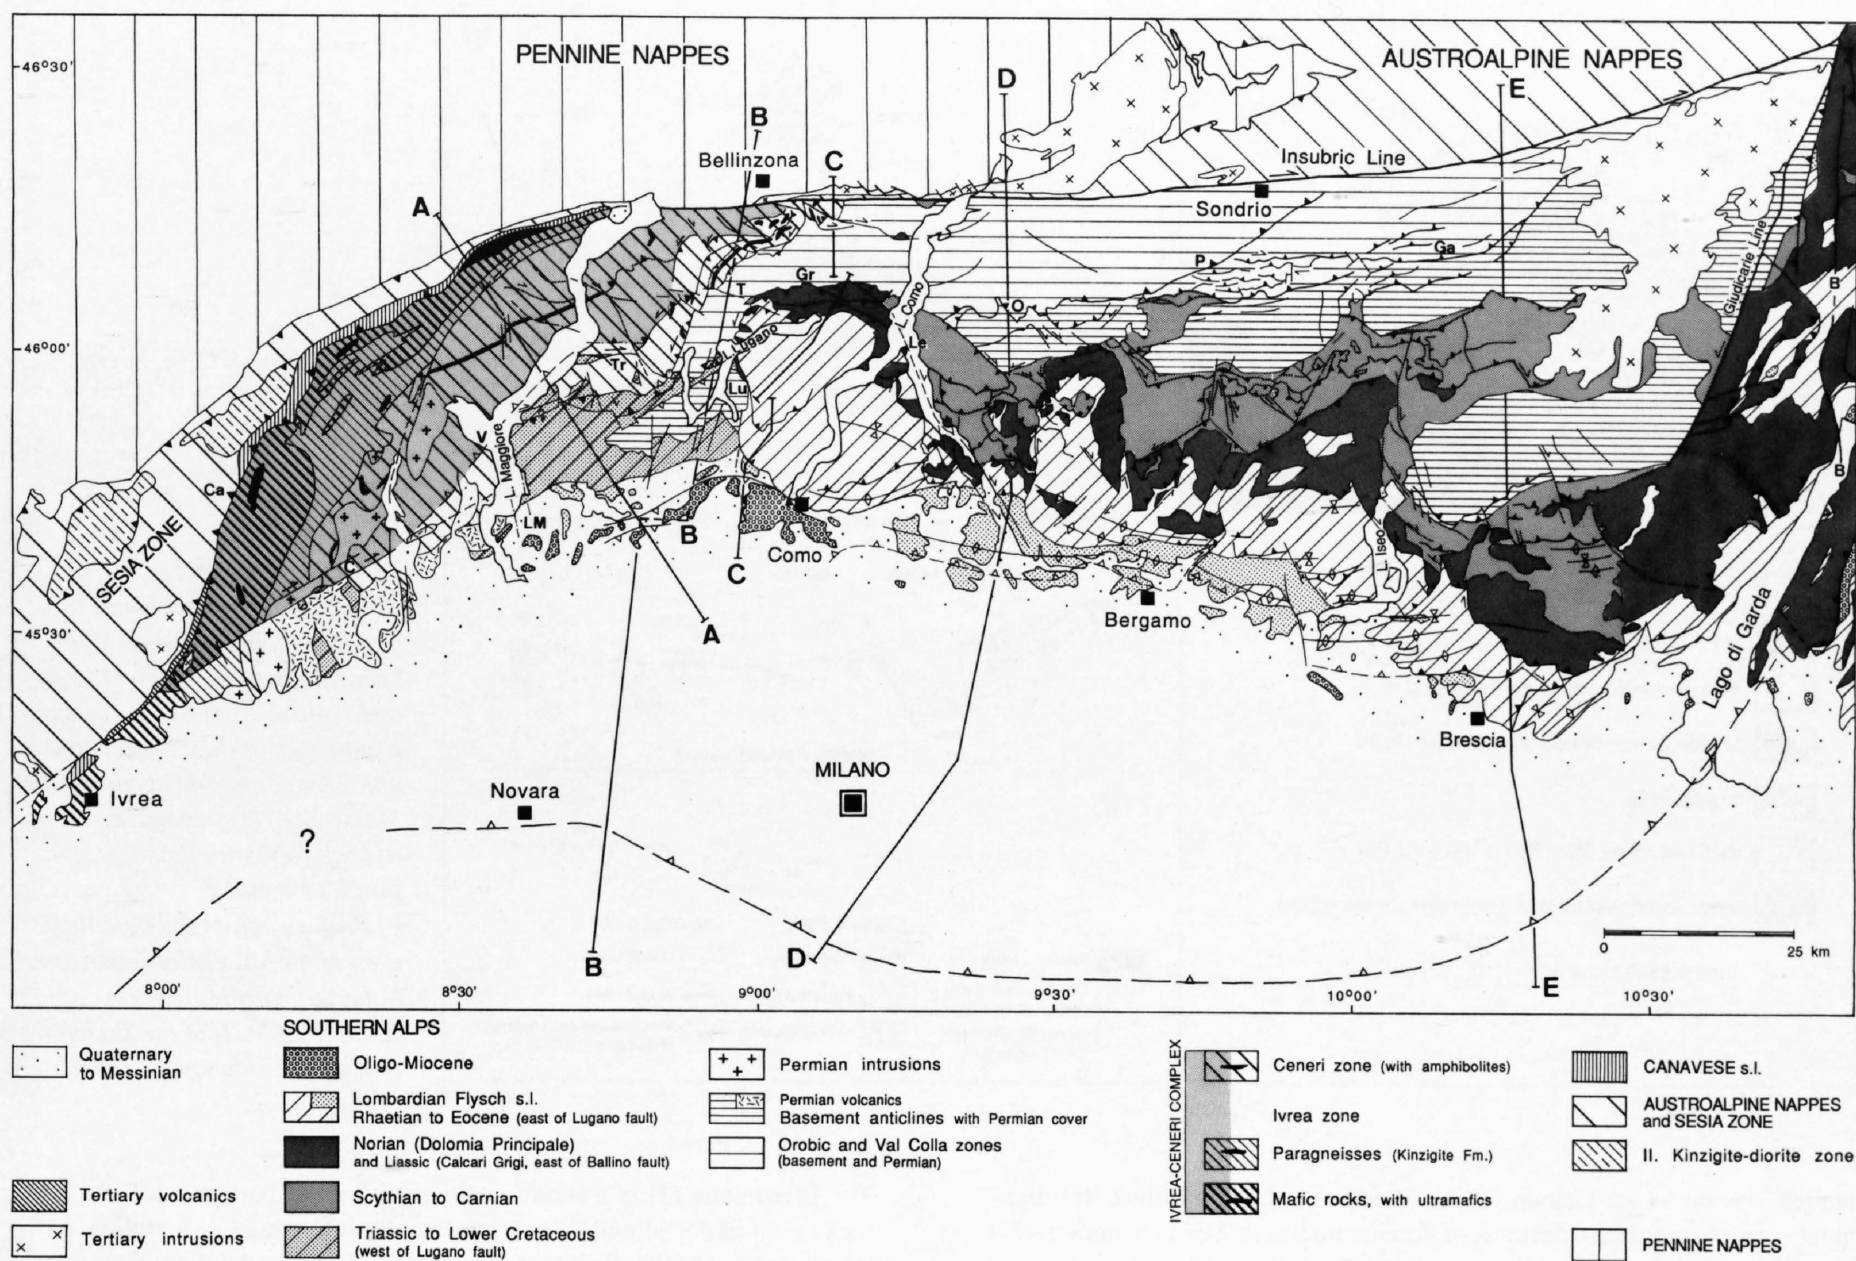 PENNINE NAPPES
AUSTROALPINE NAPPES
46°30'
46°00'
45°30'
A
B
C
D
E
Bellinzona
Insubric Line
Sondrio
Giudicarie Line
P
Ga
Gr
T
O
L. Como
Le
L. Lugano
Lu
Tr
V
L. Maggiore
LM
Ca
C
SESIA ZONE
B
B
B
C
A
Como
Bergamo
L. Iseo
Brescia
Lago di Garda
Ivrea
Novara
MILANO
?
B
D
E
0 25 km
8°00' 8°30' 9°00' 9°30' 10°00' 10°30'
Quaternary
to Messinian
Tertiary volcanics
Tertiary intrusions
SOUTHERN ALPS
Oligo-Miocene
Lombardian Flysch s.l.
Rhaetian to Eocene (east of Lugano fault)
Norian (Dolomia Principale)
and Liassic (Calcari Grigi, east of Ballino fault)
Scythian to Carnian
Triassic to Lower Cretaceous
(west of Lugano fault)
Permian intrusions
Permian volcanics
Basement anticlines with Permian cover
Orobic and Val Colla zones
(basement and Permian)
IVREA-CENERI COMPLEX
Ceneri zone (with amphibolites)
Ivrea zone
Paragneisses (Kinzigite Fm.)
Mafic rocks, with ultramafics
CANAVESE s.l.
AUSTROALPINE NAPPES
and SESIA ZONE
II. Kinzigite-diorite zone
PENNINE NAPPES